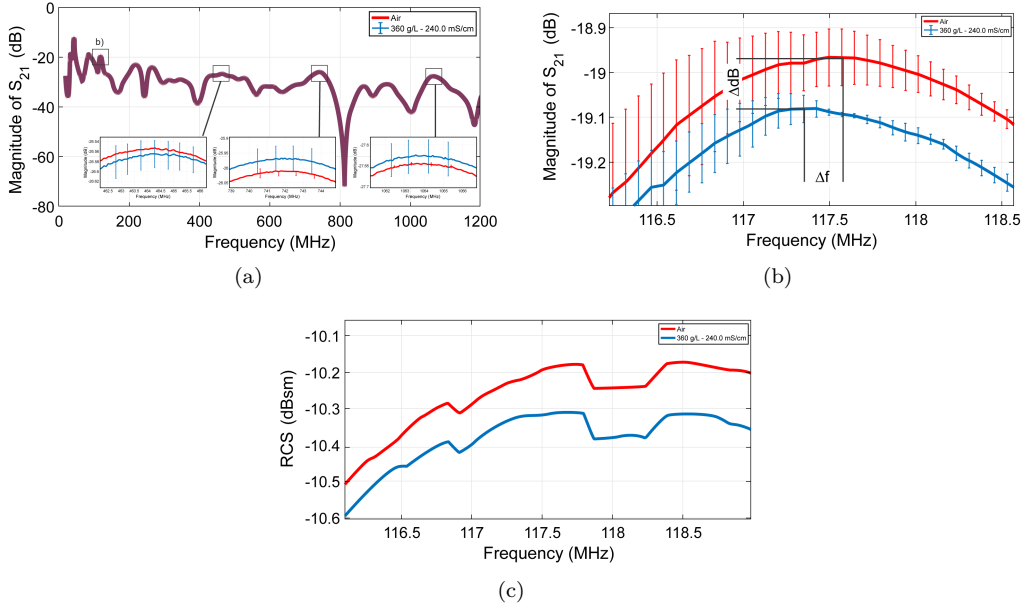 0
-20
-40
-60
-80
Magnitude of S21 (dB)
b)
Air
360 g/L - 240.0 mS/cm
0 200 400 600 800 1000 1200
Frequency (MHz)
(a)
-18.9
-19
-19.1
-19.2
Magnitude of S21 (dB)
Air
360 g/L - 240.0 mS/cm
ΔdB
Δf
116.5 117 117.5 118 118.5
Frequency (MHz)
(b)
-10.1
-10.2
-10.3
-10.4
-10.5
-10.6
RCS (dBsm)
Air
360 g/L - 240.0 mS/cm
116.5 117 117.5 118 118.5
Frequency (MHz)
(c)